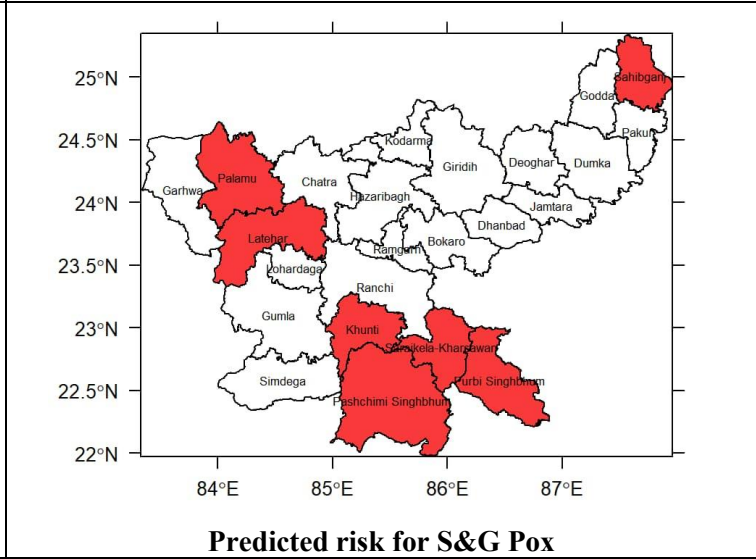 25°N
24.5°N
24°N
23.5°N
23°N
22.5°N
22°N
Sahibganj
Godda
Pakur
Kodarma
Giridih
Deoghar
Dumka
Palamu
Chatra
Garhwa
Hazaribagh
Jamtara
Dhanbad
Latehar
Bokaro
Ramgarh
Lohardaga
Ranchi
Gumla
Khunti
Saraikela-Kharsawan
Simdega
Purbi Singhbhum
Pashchimi Singhbhum
84°E 85°E 86°E 87°E
Predicted risk for S&G Pox